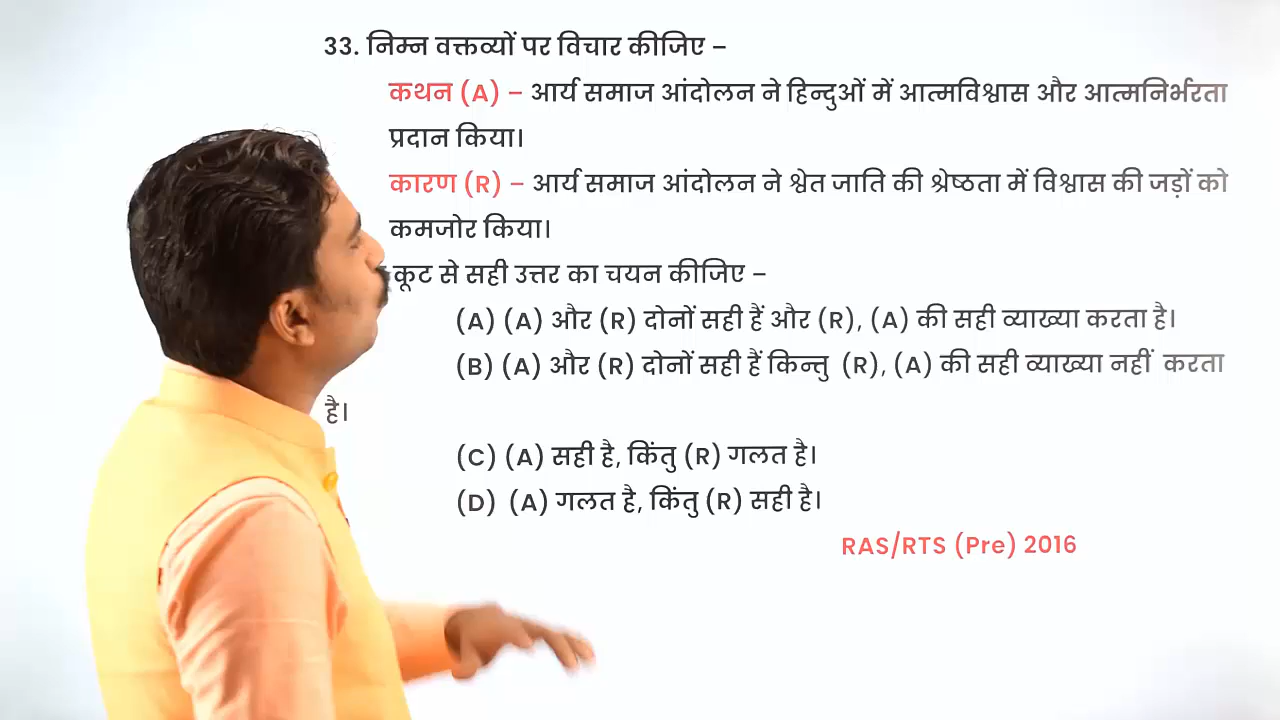 33. निम्न वक्तव्यों पर विचार कीजिए –
कथन (A) – आर्य समाज आंदोलन ने हिन्दुओं में आत्मविश्वास और आत्मनिर्भरता
प्रदान किया।
कारण (R) – आर्य समाज आंदोलन ने श्वेत जाति की श्रेष्ठता में विश्वास की जड़ों को
कमजोर किया।
कूट से सही उत्तर का चयन कीजिए –
(A) (A) और (R) दोनों सही हैं और (R), (A) की सही व्याख्या करता है।
(B) (A) और (R) दोनों सही हैं किन्तु (R), (A) की सही व्याख्या नहीं करता
है।
(C) (A) सही है, किंतु (R) गलत है।
(D) (A) गलत है, किंतु (R) सही है।
RAS/RTS (Pre) 2016